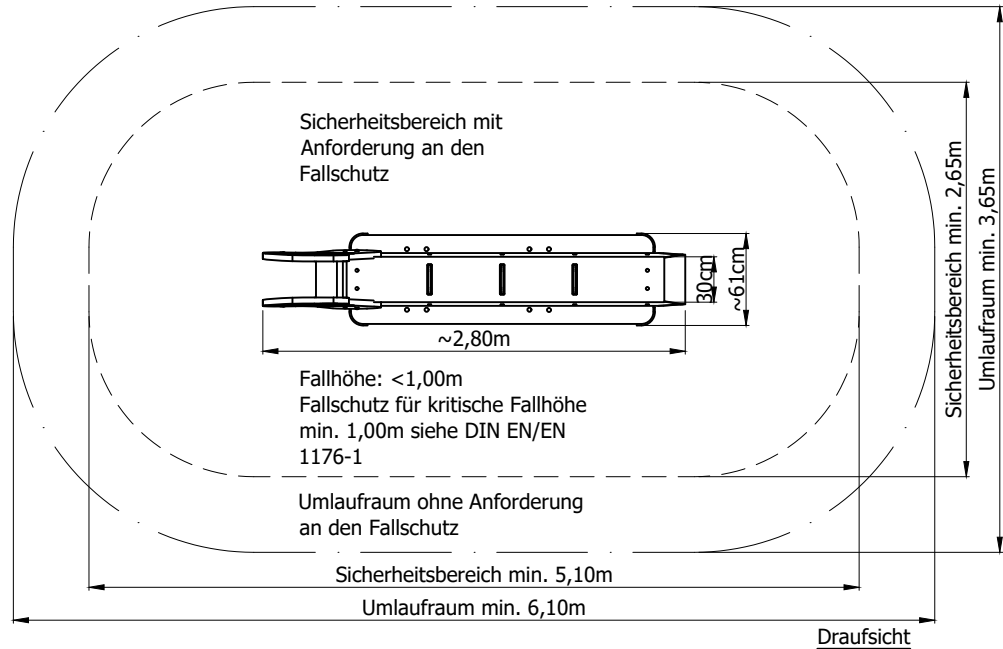 Sicherheitsbereich mit
Anforderung an den
Fallschutz
30cm
~61cm
~2,80m
Fallhöhe: <1,00m
Fallschutz für kritische Fallhöhe
min. 1,00m siehe DIN EN/EN
1176-1
Umlaufraum ohne Anforderung
an den Fallschutz
Sicherheitsbereich min. 2,65m
Umlaufraum min. 3,65m
Sicherheitsbereich min. 5,10m
Umlaufraum min. 6,10m
Draufsicht